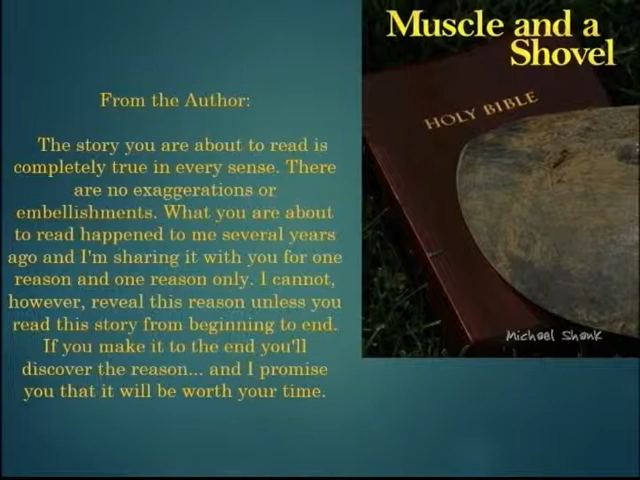 From the Author:
The story you are about to read is
completely true in every sense. There
are no exaggerations or
embellishments. What you are about
to read happened to me several years
ago and I'm sharing it with you for one
reason and one reason only. I cannot,
however, reveal this reason unless you
read this story from beginning to end.
If you make it to the end you'll
discover the reason... and I promise
you that it will be worth your time.
Muscle and a
Shovel
HOLY BIBLE
Michael Shank